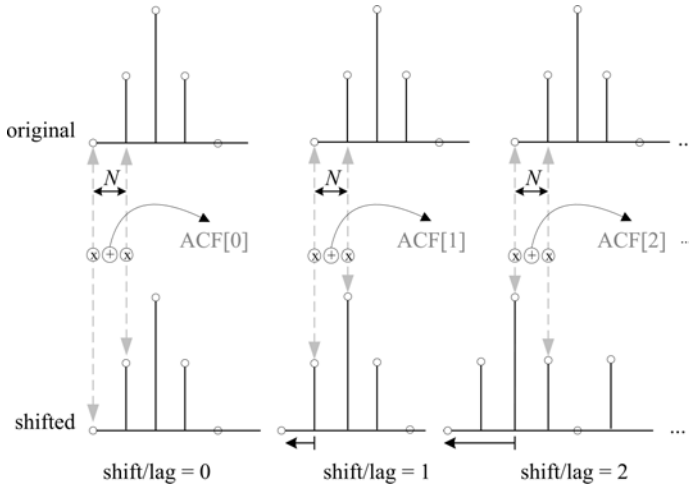 original
...
N
N
N
ACF[0]
ACF[1]
ACF[2]
...
x + x
x + x
x + x
shifted
...
shift/lag = 0
shift/lag = 1
shift/lag = 2